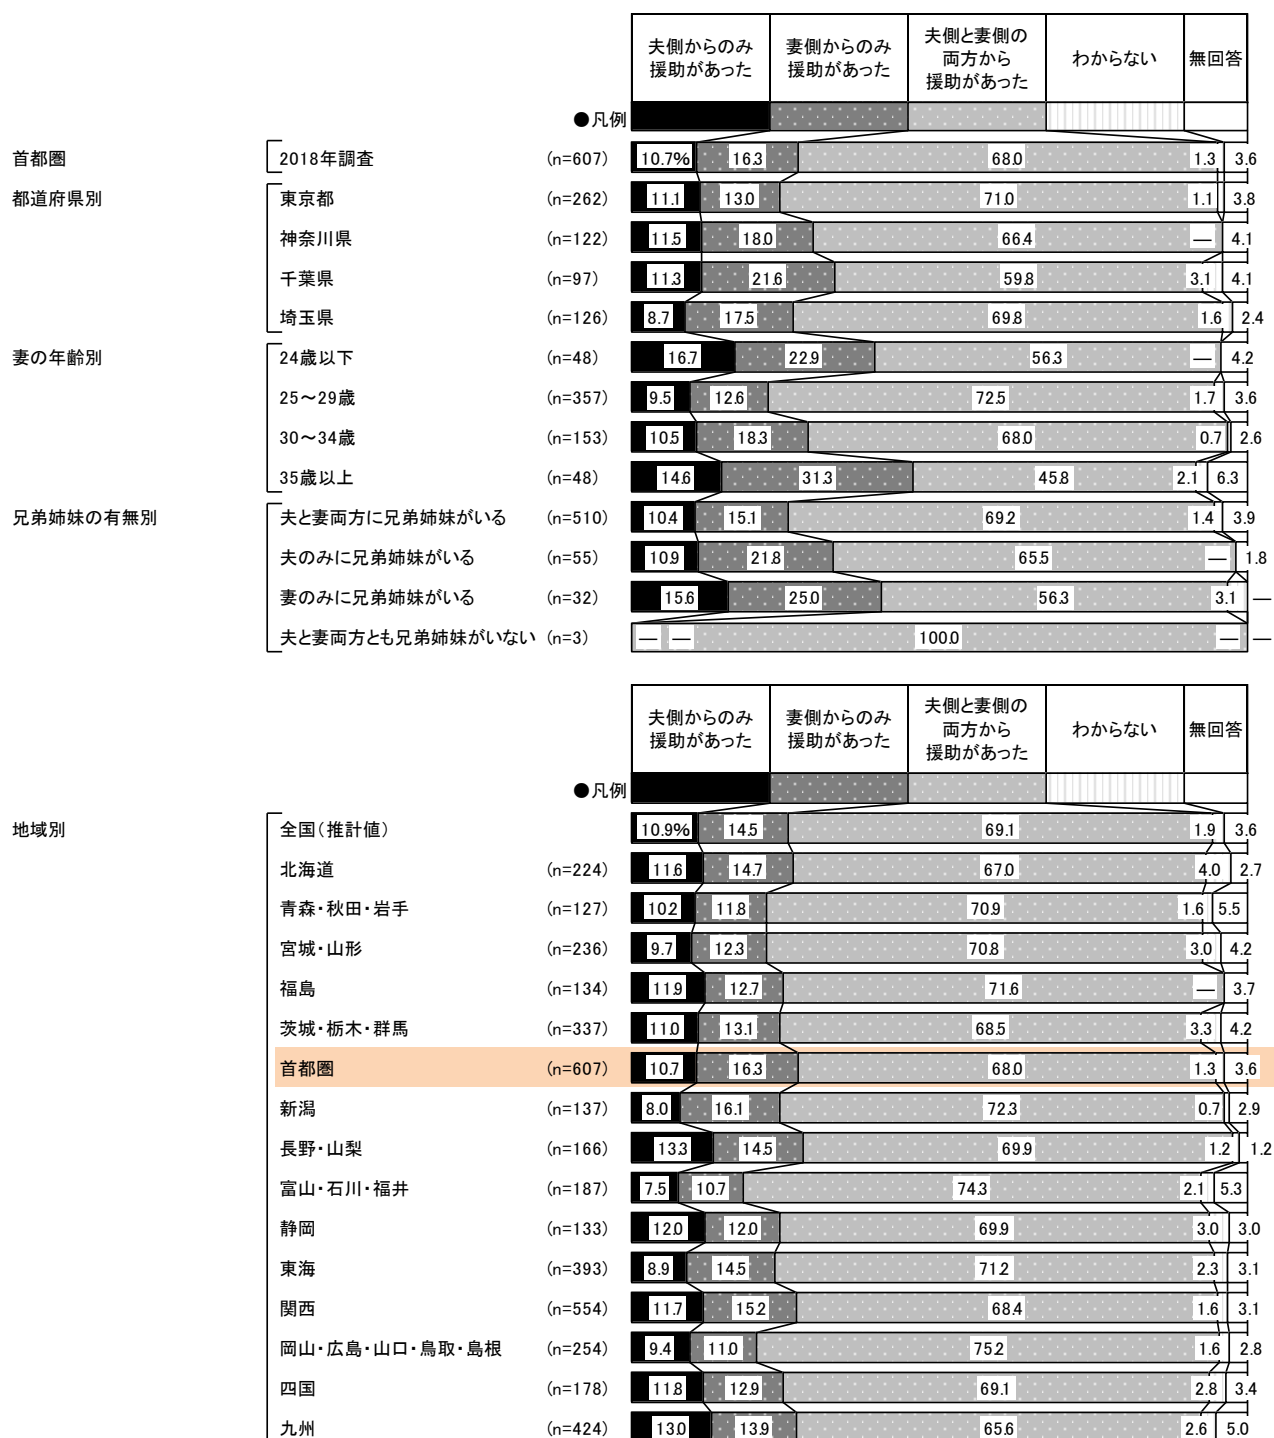 夫側からのみ
援助があった
妻側からのみ
援助があった
夫側と妻側の
両方から
援助があった
わからない
無回答
●凡例
首都圏 2018年調査 (n=607) 10.7% 16.3 68.0 1.3 3.6
都道府県別 東京都 (n=262) 11.1 13.0 71.0 1.1 3.8
神奈川県 (n=122) 11.5 18.0 66.4 — 4.1
千葉県 (n=97) 11.3 21.6 59.8 3.1 4.1
埼玉県 (n=126) 8.7 17.5 69.8 1.6 2.4
妻の年齢別 24歳以下 (n=48) 16.7 22.9 56.3 — 4.2
25～29歳 (n=357) 9.5 12.6 72.5 1.7 3.6
30～34歳 (n=153) 10.5 18.3 68.0 0.7 2.6
35歳以上 (n=48) 14.6 31.3 45.8 2.1 6.3
兄弟姉妹の有無別 夫と妻両方に兄弟姉妹がいる (n=510) 10.4 15.1 69.2 1.4 3.9
夫のみに兄弟姉妹がいる (n=55) 10.9 21.8 65.5 — 1.8
妻のみに兄弟姉妹がいる (n=32) 15.6 25.0 56.3 3.1 —
夫と妻両方とも兄弟姉妹がいない (n=3) — — 100.0 — —
夫側からのみ
援助があった
妻側からのみ
援助があった
夫側と妻側の
両方から
援助があった
わからない
無回答
●凡例
地域別 全国(推計値) 10.9% 14.5 69.1 1.9 3.6
北海道 (n=224) 11.6 14.7 67.0 4.0 2.7
青森・秋田・岩手 (n=127) 10.2 11.8 70.9 1.6 5.5
宮城・山形 (n=236) 9.7 12.3 70.8 3.0 4.2
福島 (n=134) 11.9 12.7 71.6 — 3.7
茨城・栃木・群馬 (n=337) 11.0 13.1 68.5 3.3 4.2
首都圏 (n=607) 10.7 16.3 68.0 1.3 3.6
新潟 (n=137) 8.0 16.1 72.3 0.7 2.9
長野・山梨 (n=166) 13.3 14.5 69.9 1.2 1.2
富山・石川・福井 (n=187) 7.5 10.7 74.3 2.1 5.3
静岡 (n=133) 12.0 12.0 69.9 3.0 3.0
東海 (n=393) 8.9 14.5 71.2 2.3 3.1
関西 (n=554) 11.7 15.2 68.4 1.6 3.1
岡山・広島・山口・鳥取・島根 (n=254) 9.4 11.0 75.2 1.6 2.8
四国 (n=178) 11.8 12.9 69.1 2.8 3.4
九州 (n=424) 13.0 13.9 65.6 2.6 5.0